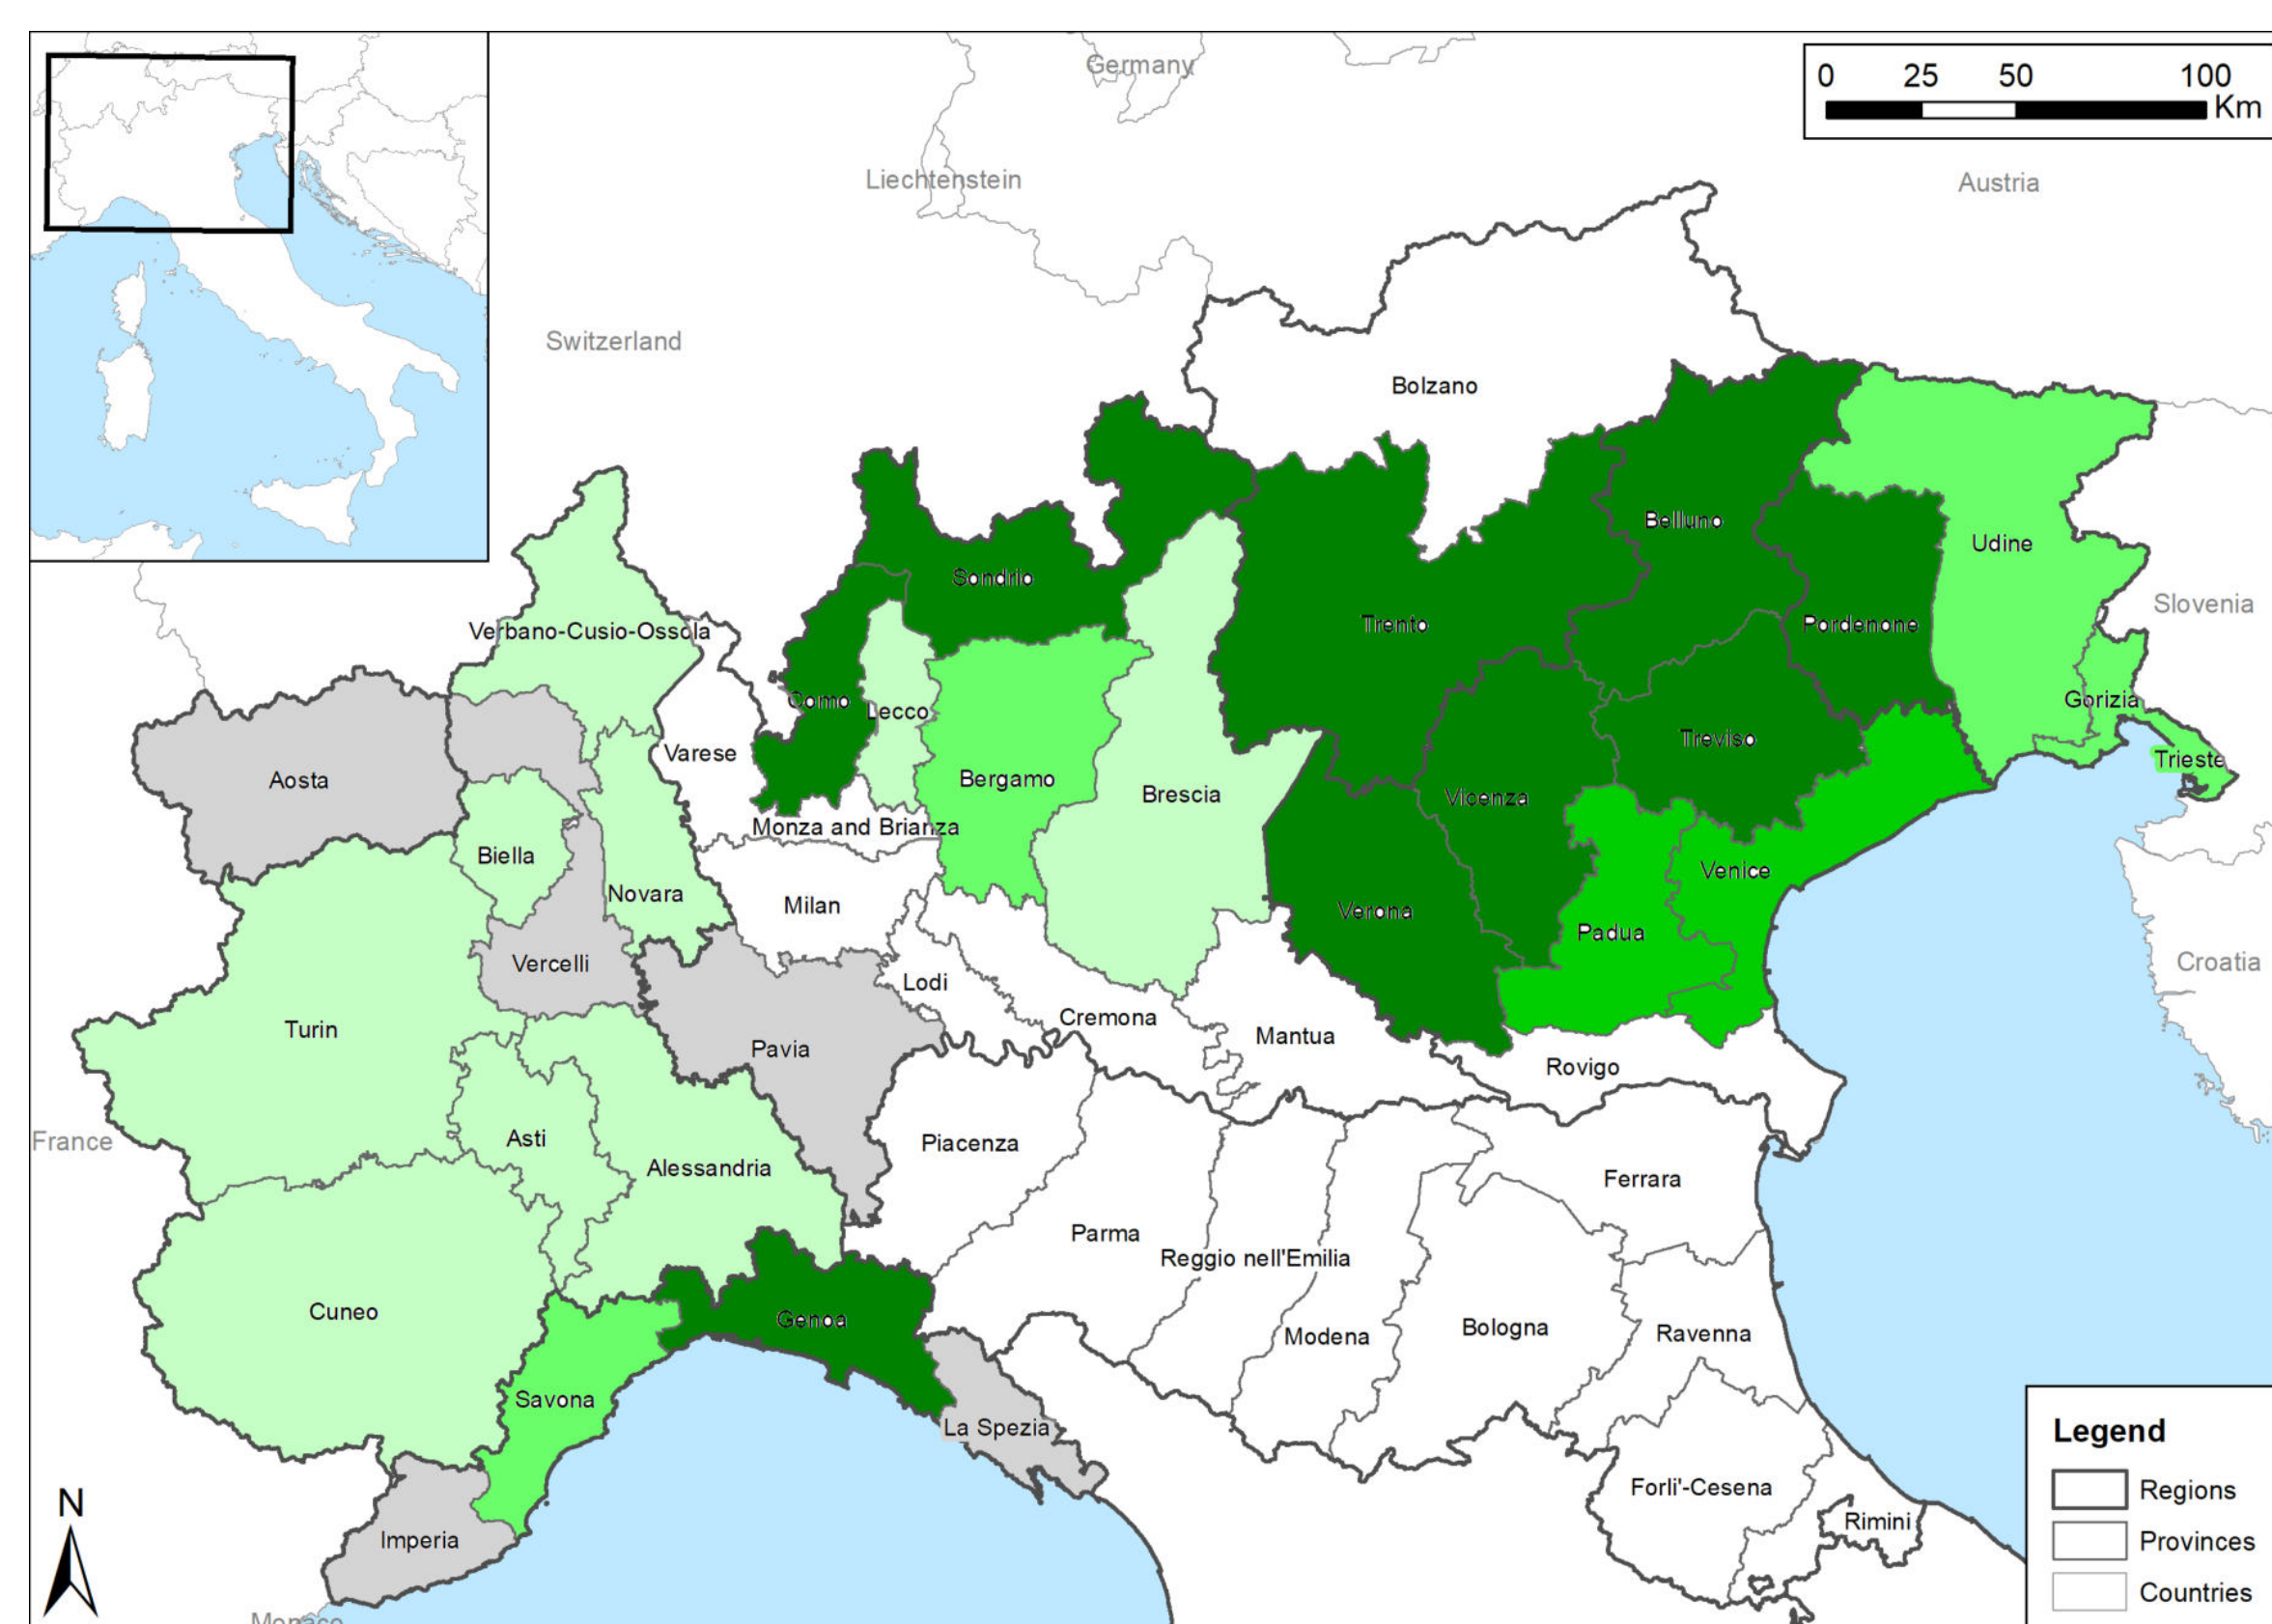 Germany
0 25 50 100
Km
Liechtenstein
Austria
Switzerland
Bolzano
Belluno
Udine
Sondrio
Slovenia
Verbano-Cusio-Ossola
Trento
Pordenone
Como
Lecco
Gorizia
Varese
Treviso
Trieste
Aosta
Bergamo
Brescia
Vicenza
Monza and Brianza
Biella
Venice
Novara
Milan
Verona
Padua
Vercelli
Croatia
Lodi
Cremona
Turin
Mantua
Pavia
Rovigo
France
Asti
Piacenza
Alessandria
Ferrara
Parma
Reggio nell'Emilia
Cuneo
Genoa
Modena
Bologna
Ravenna
Savona
La Spezia
Legend
Regions
Provinces
Countries
Forli'-Cesena
Rimini
N
Imperia
Monaco